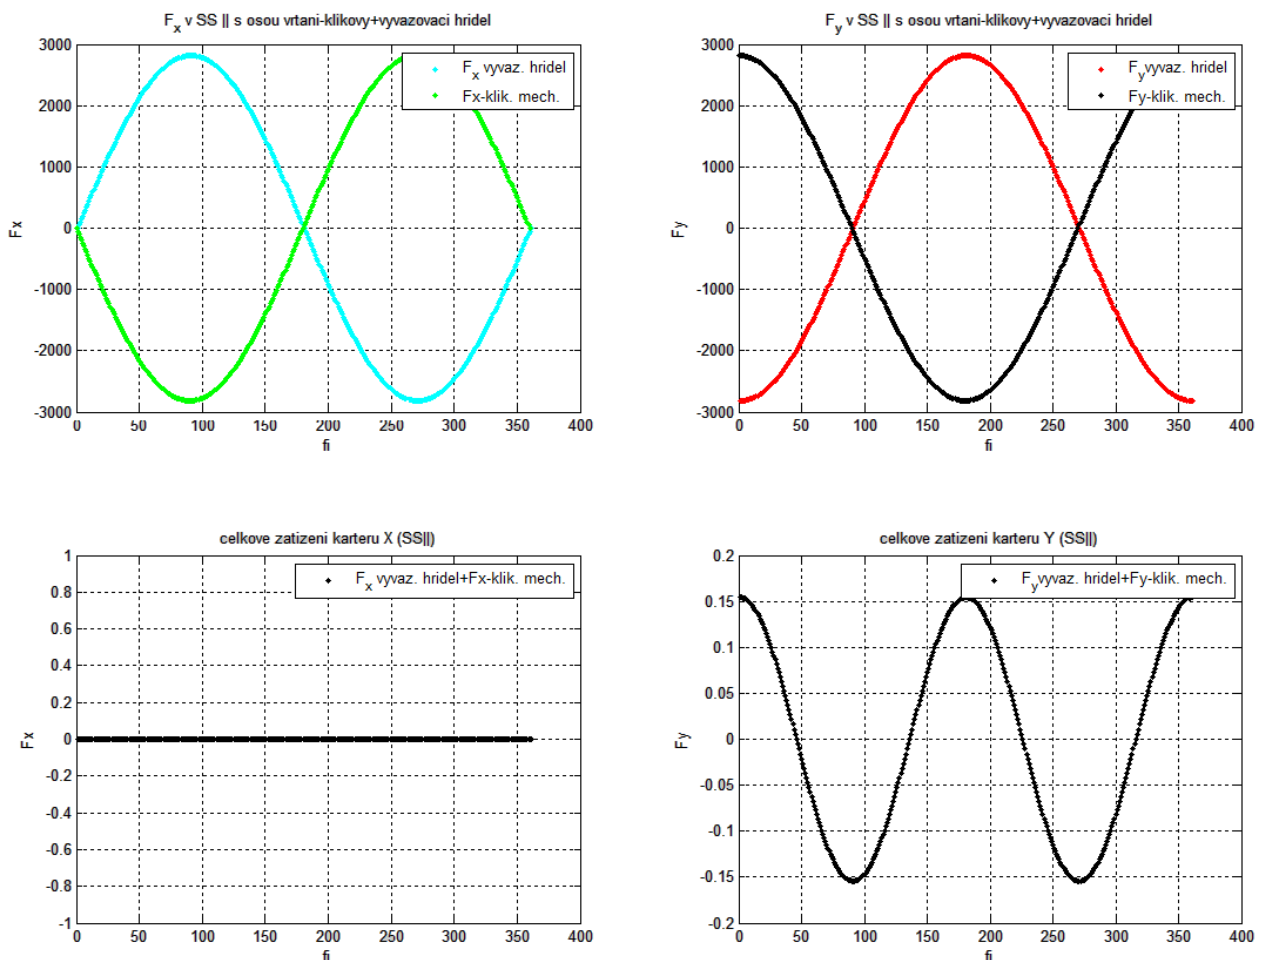 F_x v SS || s osou vrtani-klikovy+vyvazovaci hridel
3000
2000
1000
0
-1000
-2000
-3000
Fx
0 50 100 150 200 250 300 350 400
fi
F_x vyvaz. hridel
Fx-klik. mech.
F_y v SS || s osou vrtani-klikovy+vyvazovaci hridel
3000
2000
1000
0
-1000
-2000
-3000
Fy
0 50 100 150 200 250 300 350 400
fi
F_yvyvaz. hridel
Fy-klik. mech.
celkove zatizeni karteru X (SS||)
1
0.8
0.6
0.4
0.2
0
-0.2
-0.4
-0.6
-0.8
-1
Fx
0 50 100 150 200 250 300 350 400
fi
F_x vyvaz. hridel+Fx-klik. mech.
celkove zatizeni karteru Y (SS||)
0.2
0.15
0.1
0.05
0
-0.05
-0.1
-0.15
-0.2
Fy
0 50 100 150 200 250 300 350 400
fi
F_yvyvaz. hridel+Fy-klik. mech.